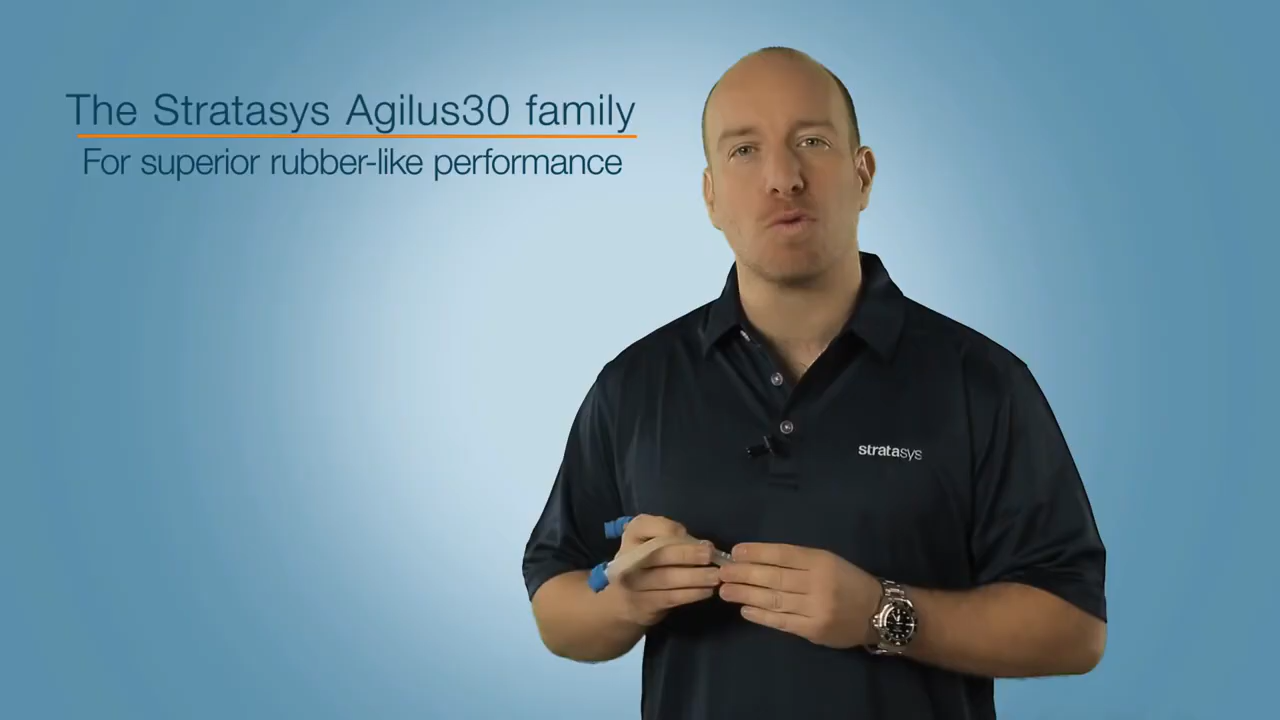 The Stratasys Agilus30 family
For superior rubber-like performance
stratasys